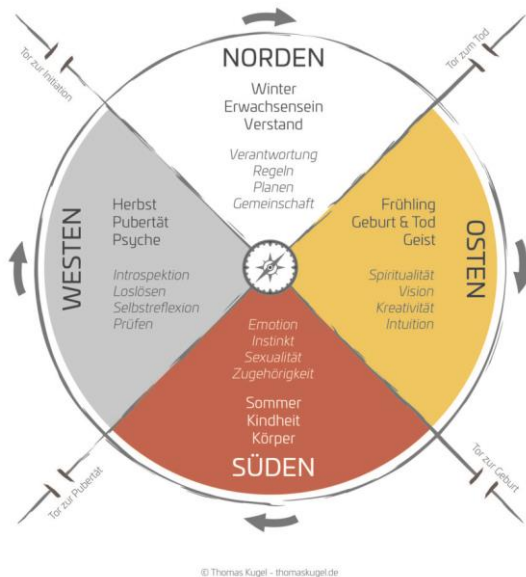 Tor zur Initiation
NORDEN
Tor zum Tod
Winter
Erwachsensein
Verstand
Verantwortung
Regeln
Planen
Gemeinschaft
WESTEN
Herbst
Pubertät
Psyche
Introspektion
Loslösen
Selbstreflexion
Prüfen
Frühling
Geburt & Tod
Geist
Spiritualität
Vision
Kreativität
Intuition
OSTEN
Emotion
Instinkt
Sexualität
Zugehörigkeit
Sommer
Kindheit
Körper
SÜDEN
Tor zur Pubertät
Tor zur Geburt
© Thomas Kugel - thomaskugel.de